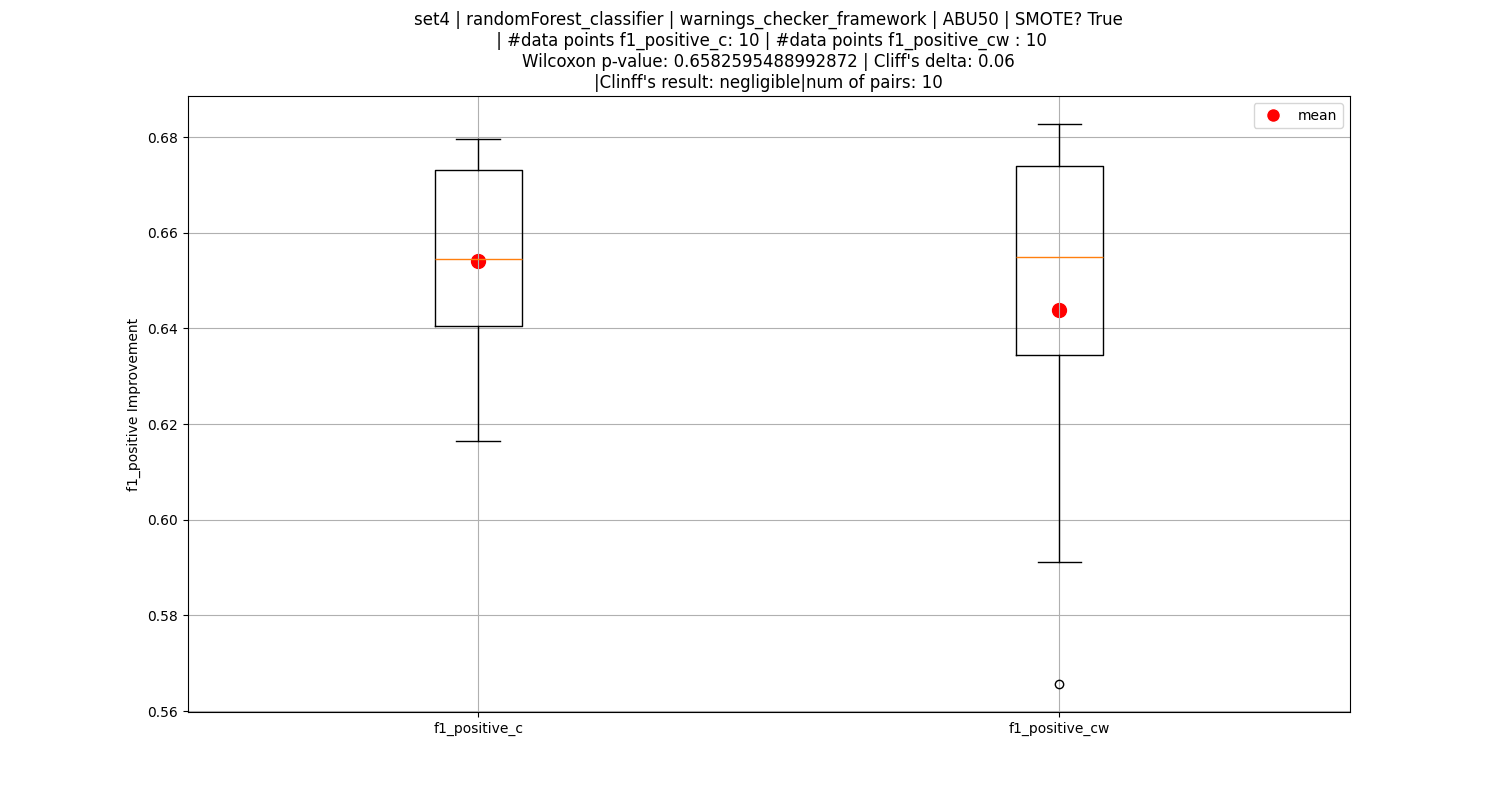 set4 | randomForest_classifier | warnings_checker_framework | ABU50 | SMOTE? True
| #data points f1_positive_c: 10 | #data points f1_positive_cw : 10
Wilcoxon p-value: 0.6582595488992872 | Cliff's delta: 0.06
|Clinff's result: negligible|num of pairs: 10
mean
f1_positive Improvement
0.68
0.66
0.64
0.62
0.60
0.58
0.56
f1_positive_c
f1_positive_cw